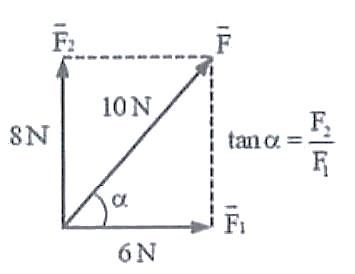 F̄₂
F̄
10 N
8 N
tan α = F₂/F₁
α
F̄₁
6 N